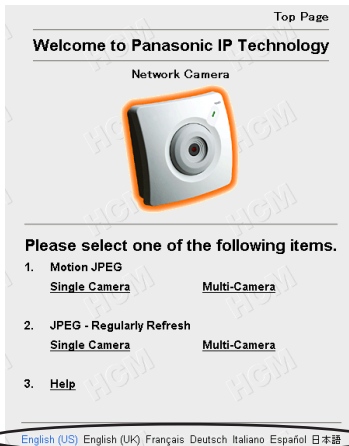 Top Page
Welcome to Panasonic IP Technology
Network Camera
Please select one of the following items.
1. Motion JPEG
Single Camera Multi-Camera
2. JPEG - Regularly Refresh
Single Camera Multi-Camera
3. Help
English (US) English (UK) Français Deutsch Italiano Español 日本語
HCM